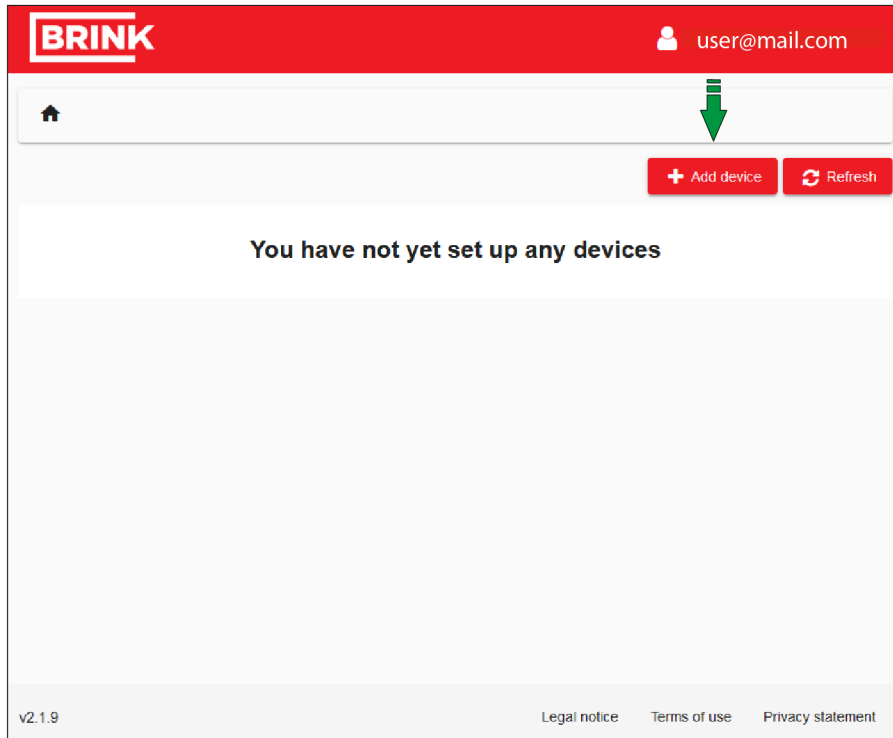 BRINK
user@mail.com
Add device
Refresh
You have not yet set up any devices
v2.1.9
Legal notice
Terms of use
Privacy statement